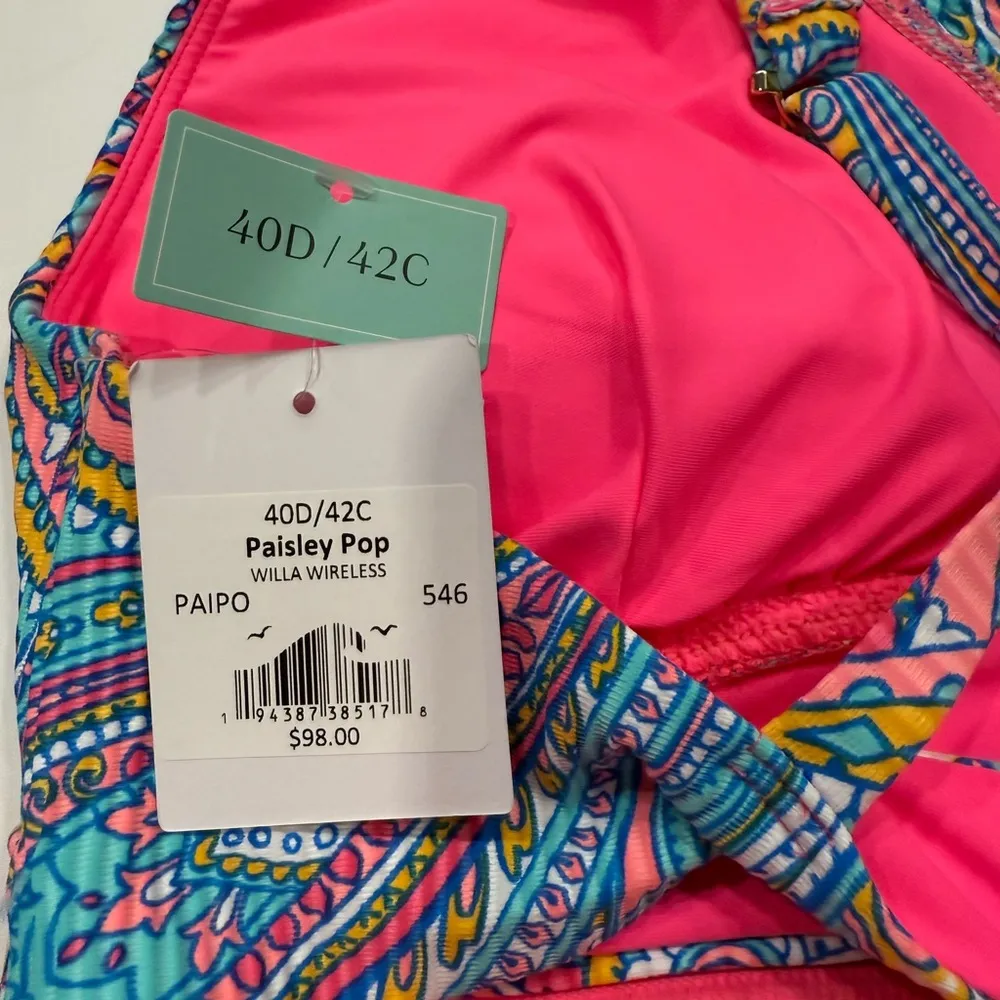 40D / 42C
40D/42C
Paisley Pop
WILLA WIRELESS
PAIPO 546
1 94387 38517 8
$98.00